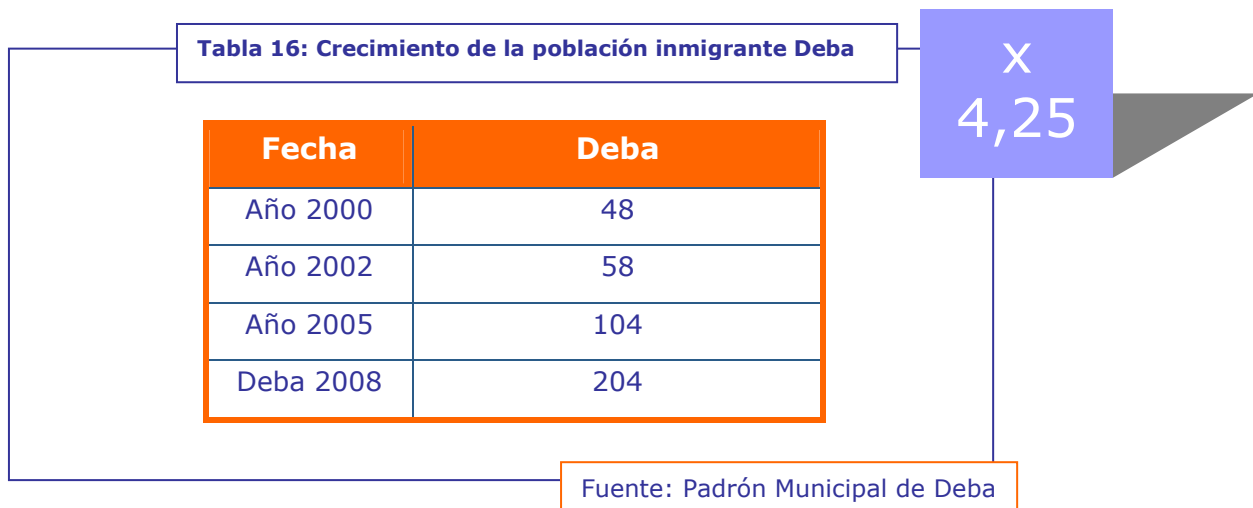 Tabla 16: Crecimiento de la población inmigrante Deba
x
4,25
Fecha Deba
Año 2000 48
Año 2002 58
Año 2005 104
Deba 2008 204
Fuente: Padrón Municipal de Deba